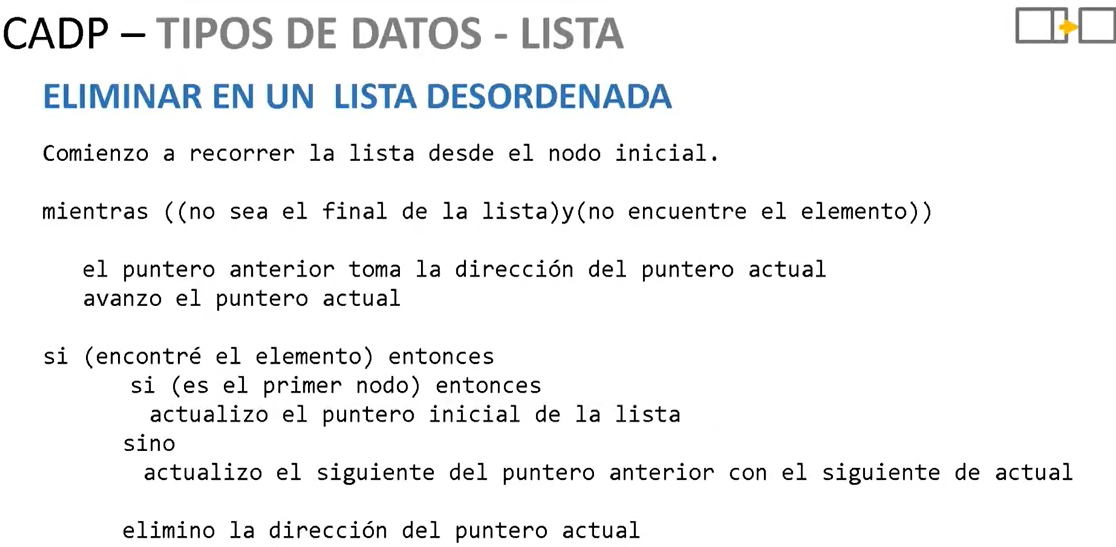 CADP – TIPOS DE DATOS - LISTA
ELIMINAR EN UN LISTA DESORDENADA
Comienzo a recorrer la lista desde el nodo inicial.
mientras ((no sea el final de la lista)y(no encuentre el elemento))
el puntero anterior toma la dirección del puntero actual
avanzo el puntero actual
si (encontré el elemento) entonces
si (es el primer nodo) entonces
actualizo el puntero inicial de la lista
sino
actualizo el siguiente del puntero anterior con el siguiente de actual
elimino la dirección del puntero actual